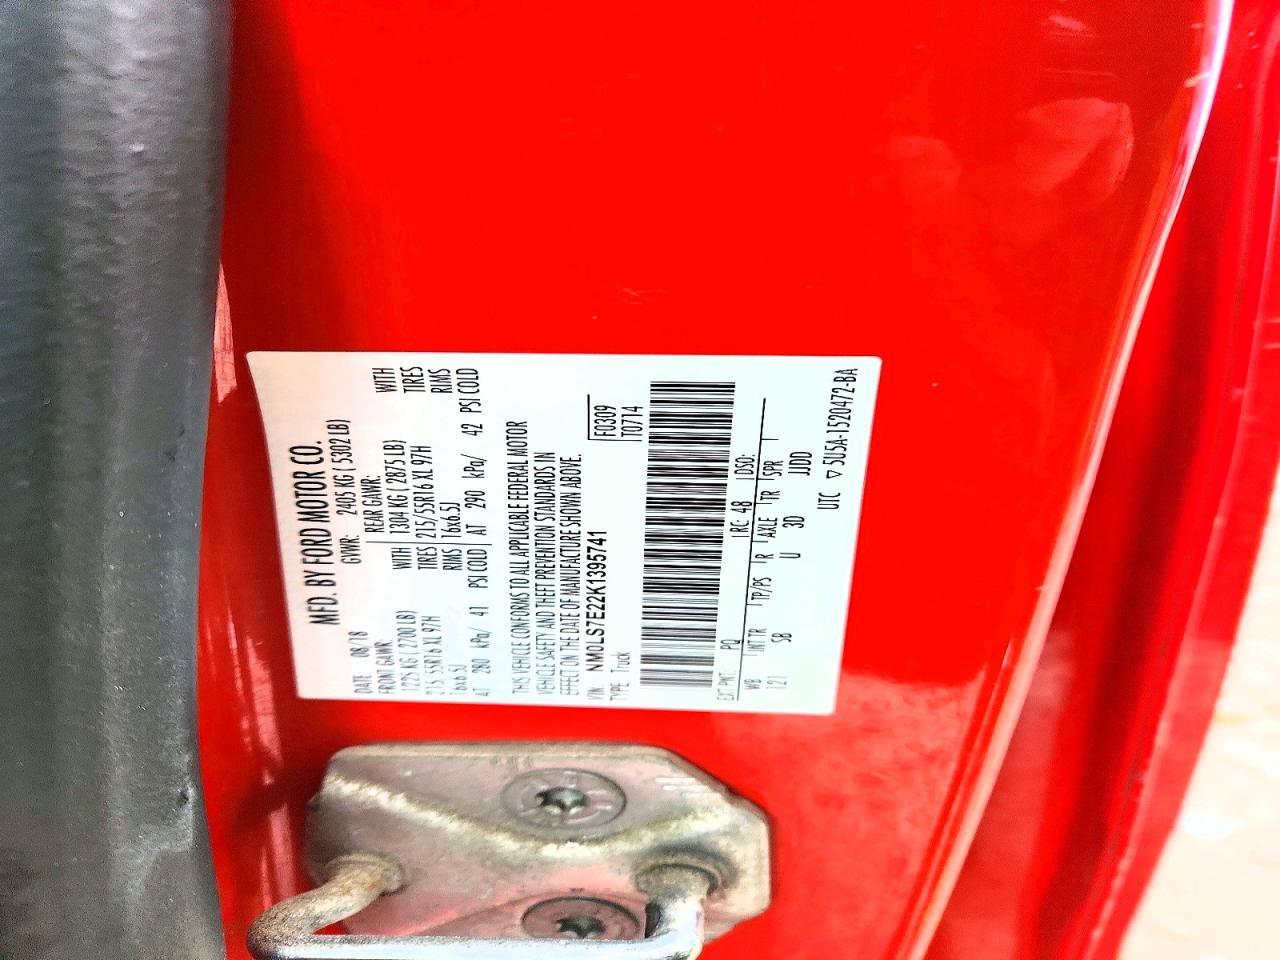 MFD. BY FORD MOTOR CO.
DATE 08/18 GVWR: 2405 KG ( 5302 LB)
FRONT GAWR: REAR GAWR:
1225 KG ( 2700 LB) WITH 1304 KG ( 2875 LB) WITH
215/55R16 XL 97H TIRES 215/55R16 XL 97H TIRES
16x6.5J RIMS 16x6.5J RIMS
AT 280 kPa/ 41 PSI COLD AT 290 kPa/ 42 PSI COLD
THIS VEHICLE CONFORMS TO ALL APPLICABLE FEDERAL MOTOR
VEHICLE SAFETY AND THEFT PREVENTION STANDARDS IN
EFFECT ON THE DATE OF MANUFACTURE SHOWN ABOVE.
VIN: NM0LS7E22K1395741 F0309
TYPE: Truck T0714
EXT PNT: PQ RC: 48 DSO:
WB INT TR TP/PS R AXLE TR SPR
121 SB U 3D JJDD
UTC ▽ 5U5A-1520472-BA